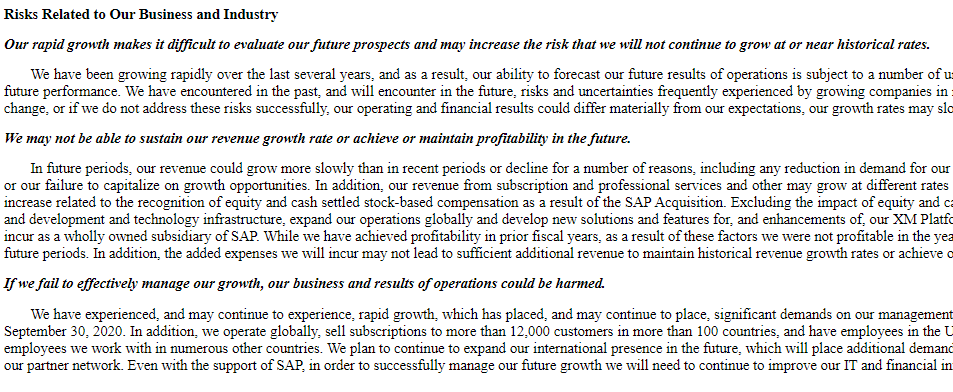 Risks Related to Our Business and Industry
Our rapid growth makes it difficult to evaluate our future prospects and may increase the risk that we will not continue to grow at or near historical rates.
We have been growing rapidly over the last several years, and as a result, our ability to forecast our future results of operations is subject to a number of
future performance. We have encountered in the past, and will encounter in the future, risks and uncertainties frequently experienced by growing companies in
change, or if we do not address these risks successfully, our operating and financial results could differ materially from our expectations, our growth rates may
We may not be able to sustain our revenue growth rate or achieve or maintain profitability in the future.
In future periods, our revenue could grow more slowly than in recent periods or decline for a number of reasons, including any reduction in demand for our
or our failure to capitalize on growth opportunities. In addition, our revenue from subscription and professional services and other may grow at different rates
increase related to the recognition of equity and cash settled stock-based compensation as a result of the SAP Acquisition. Excluding the impact of equity and
and development and technology infrastructure, expand our operations globally and develop new solutions and features for, and enhancements of, our XM
incur as a wholly owned subsidiary of SAP. While we have achieved profitability in prior fiscal years, as a result of these factors we were not profitable in the
future periods. In addition, the added expenses we will incur may not lead to sufficient additional revenue to maintain historical revenue growth rates or achieve
If we fail to effectively manage our growth, our business and results of operations could be harmed.
We have experienced, and may continue to experience, rapid growth, which has placed, and may continue to place, significant demands on our management
September 30, 2020. In addition, we operate globally, sell subscriptions to more than 12,000 customers in more than 100 countries, and have employees in the
employees we work with in numerous other countries. We plan to continue to expand our international presence in the future, which will place additional
our partner network. Even with the support of SAP, in order to successfully manage our future growth we will need to continue to improve our IT and financial